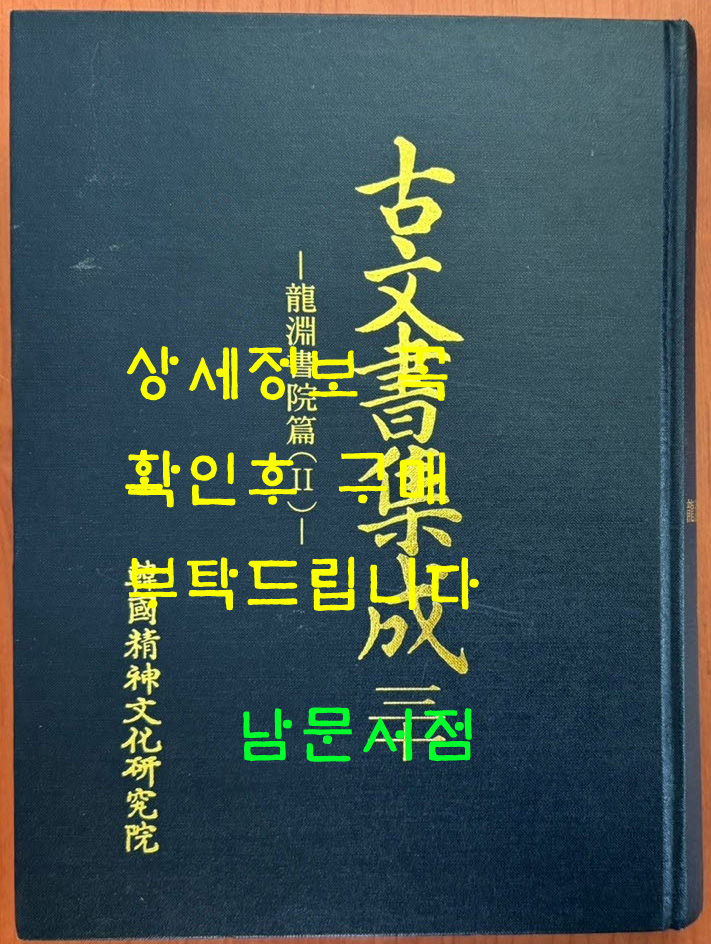 古文書集成 三十
―龍淵書院篇(II)―
韓國精神文化研究院
상세정보 꼭
확인후 구매
부탁드립니다
남문서점